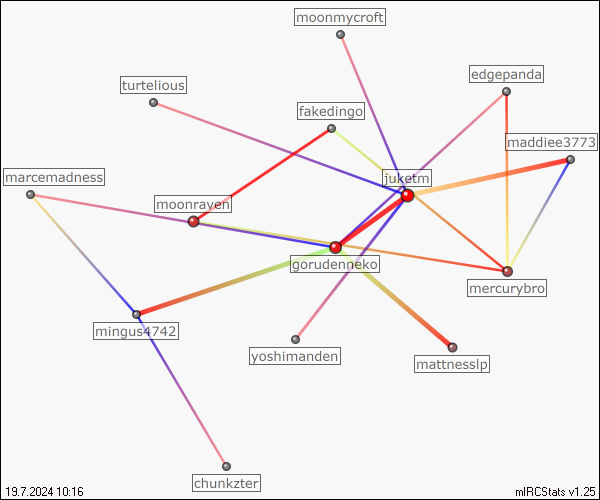 moonmycroft
edgepanda
turtelious
fakedingo
maddiee3773
marcemadness
juketm
moonrayen
gorudenneko
mercurybro
mingus4742
yoshimanden
mattnesslp
chunkzter
19.7.2024 10:16
mIRCStats v1.25